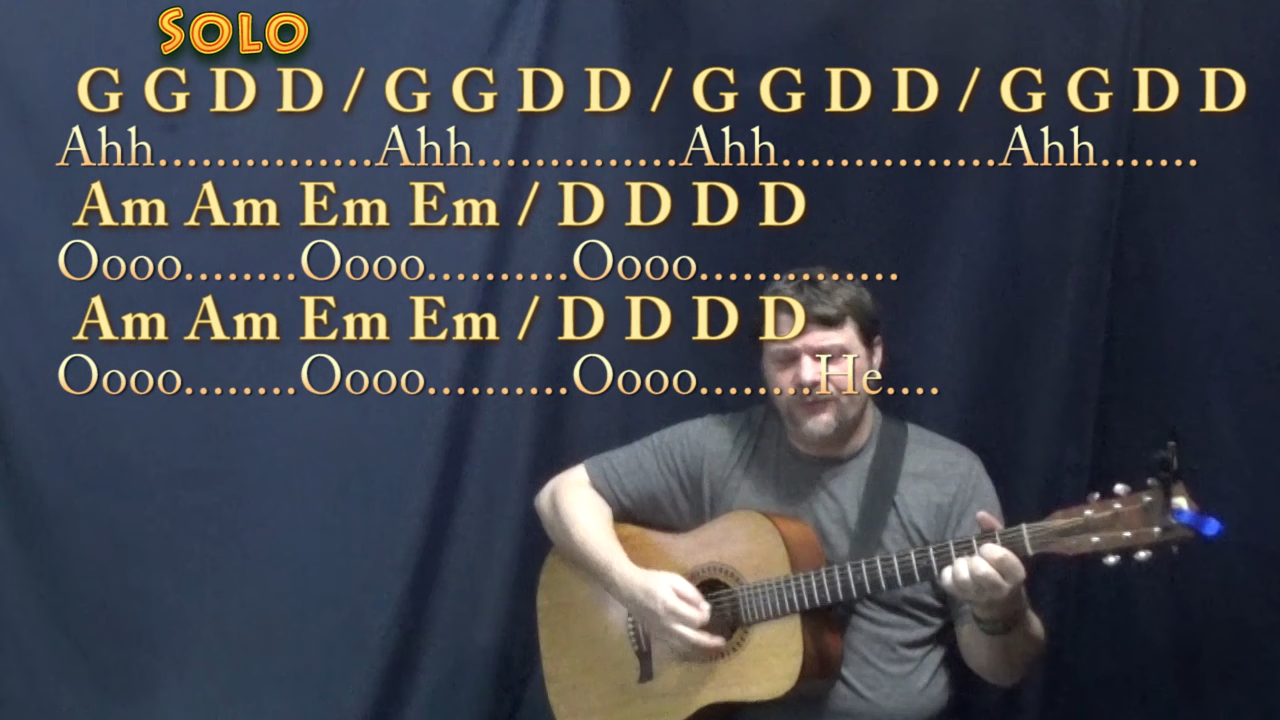 SOLO
G G D D / G G D D / G G D D / G G D D
Ahh...............Ahh..............Ahh...............Ahh.......
Am Am Em Em / D D D D
Oooo........Oooo..........Oooo..............
Am Am Em Em / D D D D
Oooo........Oooo..........Oooo........He....